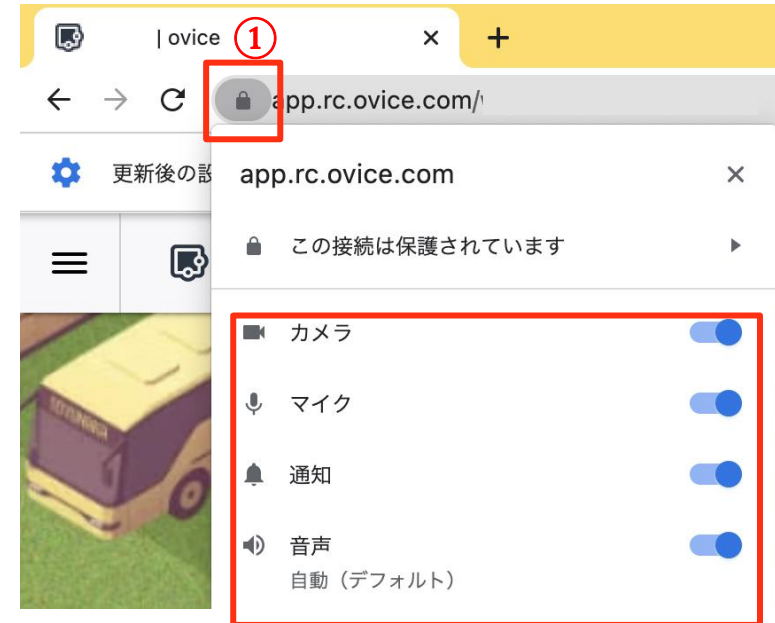 | ovice
①
app.rc.ovice.com/
更新後の設
app.rc.ovice.com
この接続は保護されています
カメラ
マイク
通知
音声
自動（デフォルト）